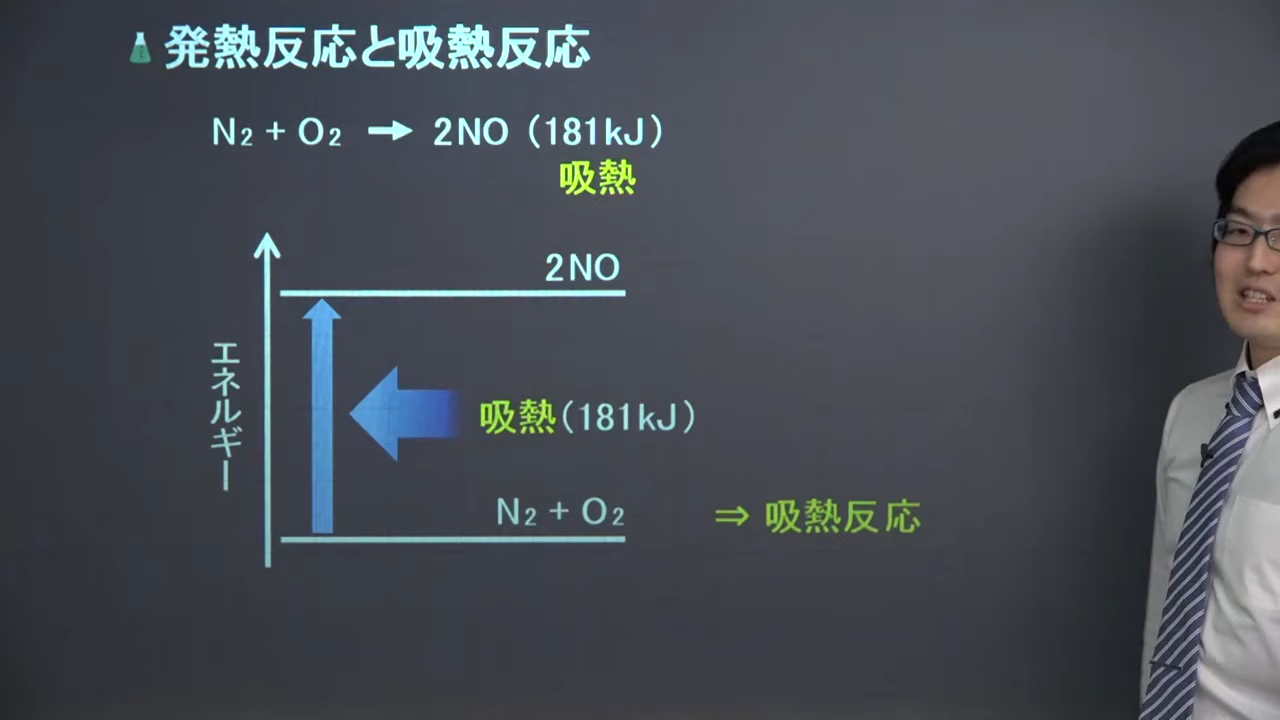 発熱反応と吸熱反応
N₂ + O₂ → 2NO (181kJ)
吸熱
2NO
エネルギー
吸熱(181kJ)
N₂ + O₂ ⇒ 吸熱反応